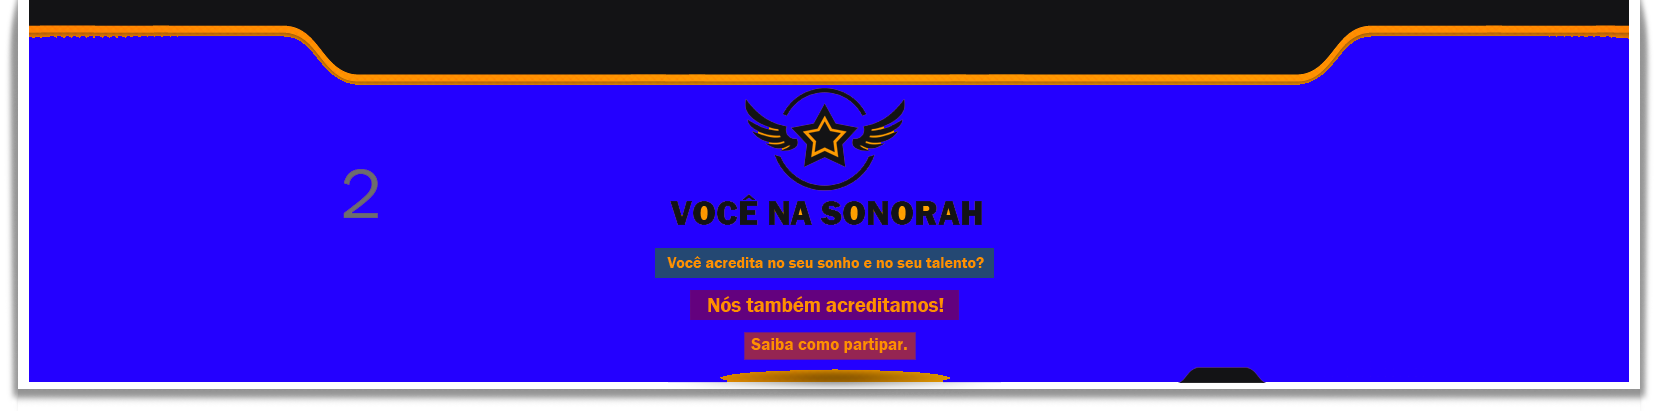 2
VOCÊ NA SONORAH
Você acredita no seu sonho e no seu talento?
Nós também acreditamos!
Saiba como partipar.